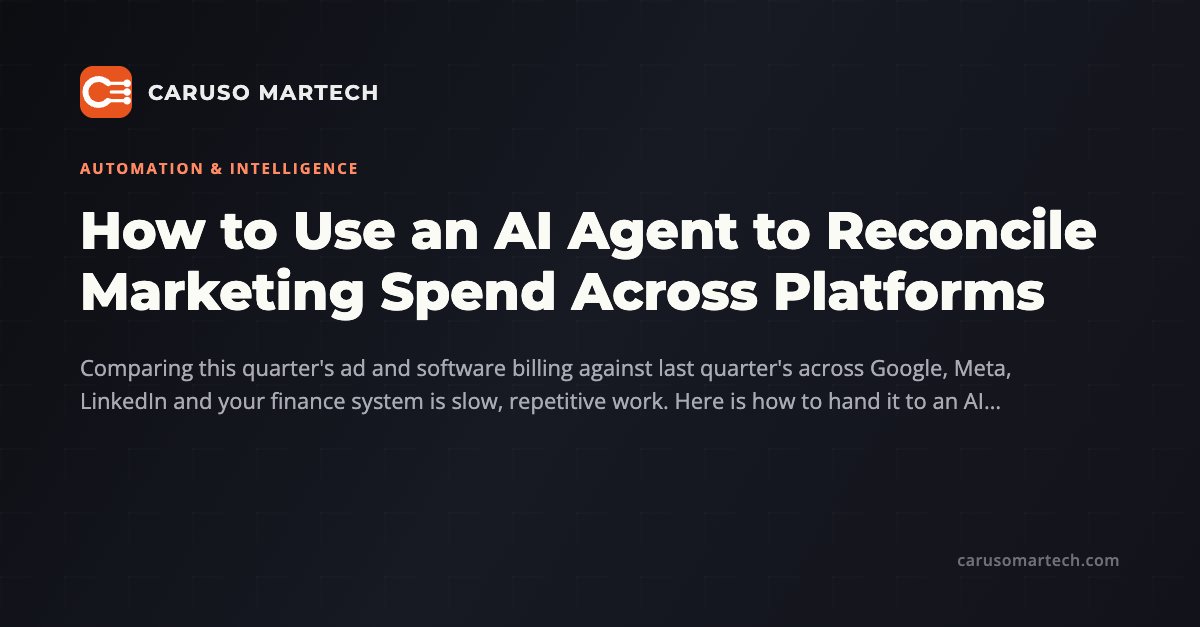 CARUSO MARTECH
AUTOMATION & INTELLIGENCE
How to Use an AI Agent to Reconcile
Marketing Spend Across Platforms
Comparing this quarter's ad and software billing against last quarter's across Google, Meta,
LinkedIn and your finance system is slow, repetitive work. Here is how to hand it to an AI...
carusomartech.com